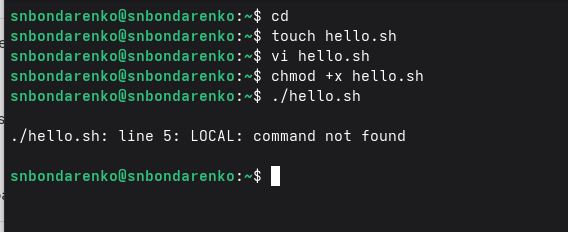 snbondarenko@snbondarenko:~$ cd
snbondarenko@snbondarenko:~$ touch hello.sh
snbondarenko@snbondarenko:~$ vi hello.sh
snbondarenko@snbondarenko:~$ chmod +x hello.sh
snbondarenko@snbondarenko:~$ ./hello.sh
./hello.sh: line 5: LOCAL: command not found
snbondarenko@snbondarenko:~$